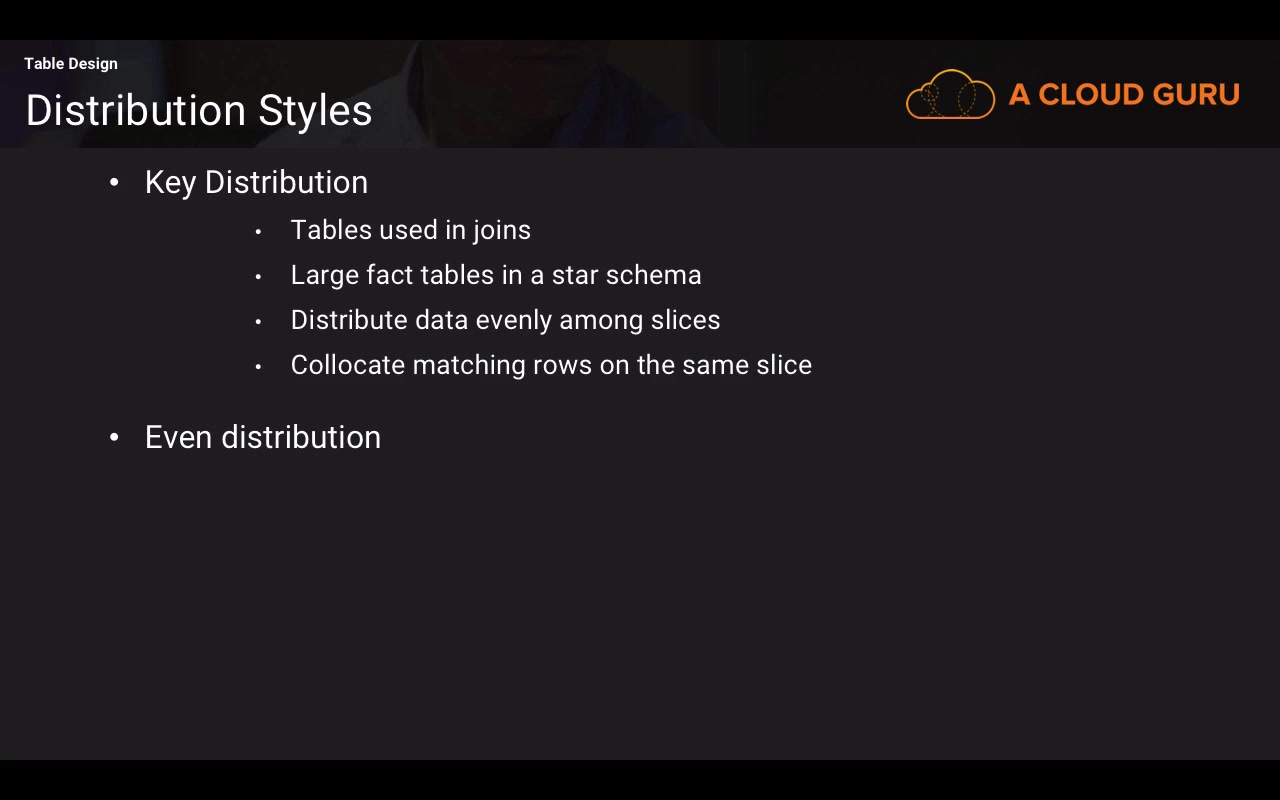 Table Design
Distribution Styles
A CLOUD GURU
• Key Distribution
• Tables used in joins
• Large fact tables in a star schema
• Distribute data evenly among slices
• Collocate matching rows on the same slice
• Even distribution